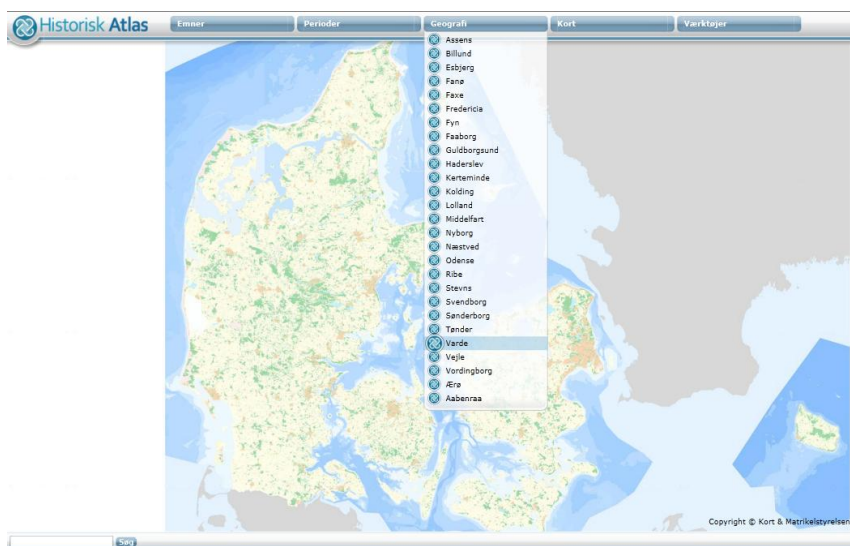 Historisk Atlas
Emner
Perioder
Geografi
Kort
Værktøjer
Assens
Billund
Esbjerg
Fanø
Faxe
Fredericia
Fyn
Faaborg
Guldborgsund
Haderslev
Kerteminde
Kolding
Lolland
Middelfart
Nyborg
Næstved
Odense
Ribe
Stevns
Svendborg
Sønderborg
Tønder
Varde
Vejle
Vordingborg
Ærø
Aabenraa
Copyright © Kort & Matrikelstyrelsen
Søg